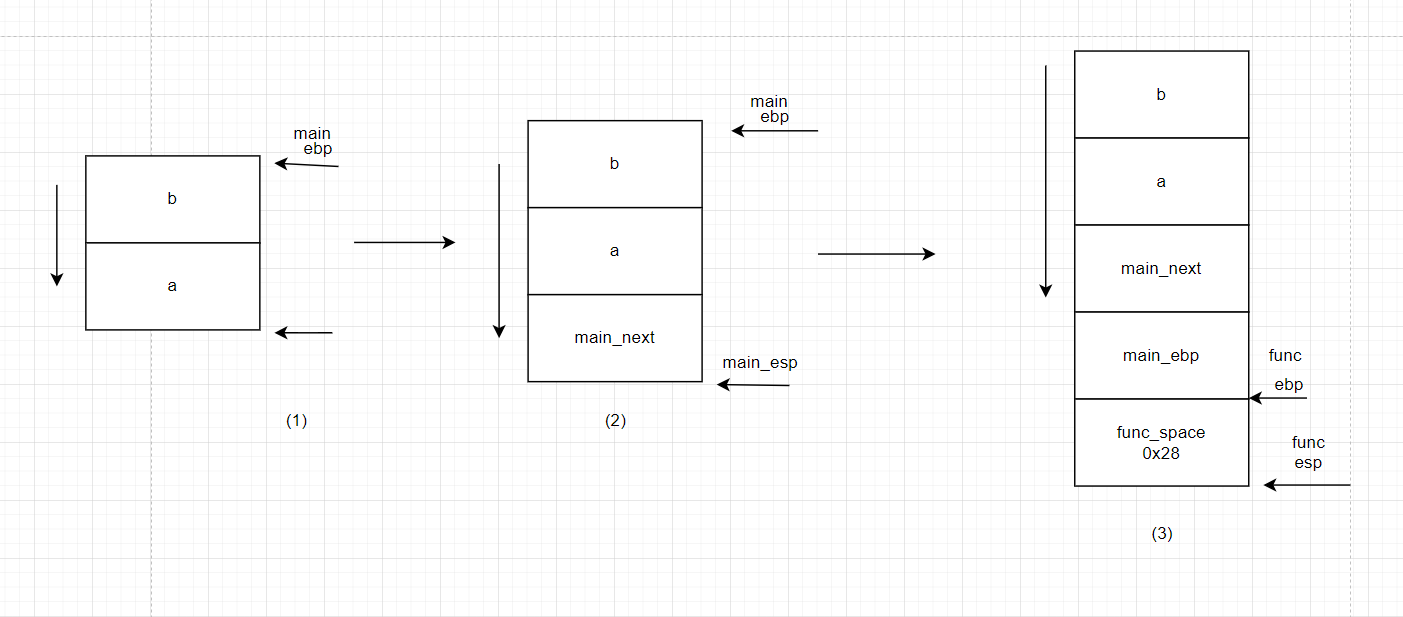 main
ebp
b
a
(1)
main
ebp
b
a
main_next
main_esp
(2)
b
a
main_next
main_ebp
func
ebp
func_space
0x28
func
esp
(3)